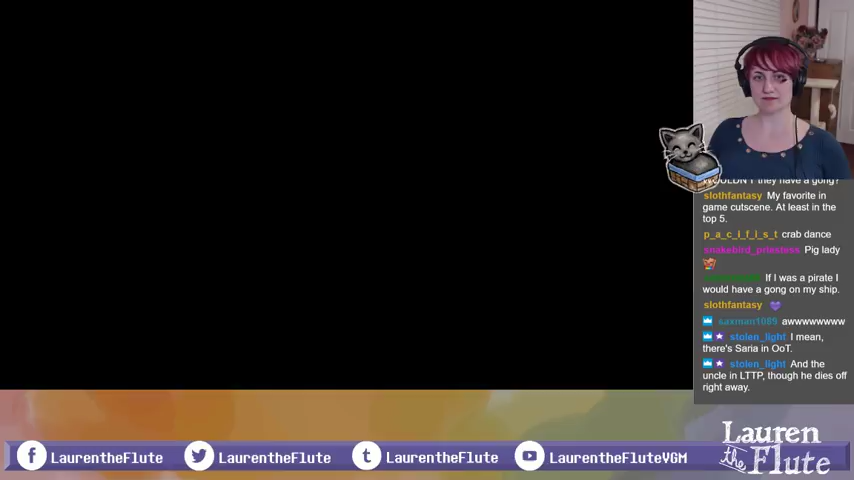 WOULDN'T they have a gong?
slothfantasy My favorite in
game cutscene. At least in the
top 5.
p_a_c_i_f_i_s_t crab dance
snakebird_priestess Pig lady
If I was a pirate I
would have a gong on my ship.
slothfantasy
saxman1089 awwwwwwww
stolen_light I mean,
there's Saria in OoT.
stolen_light And the
uncle in LTTP, though he dies off
right away.
LaurentheFlute
LaurentheFlute
LaurentheFlute
LaurentheFluteVGM
Lauren
the Flute